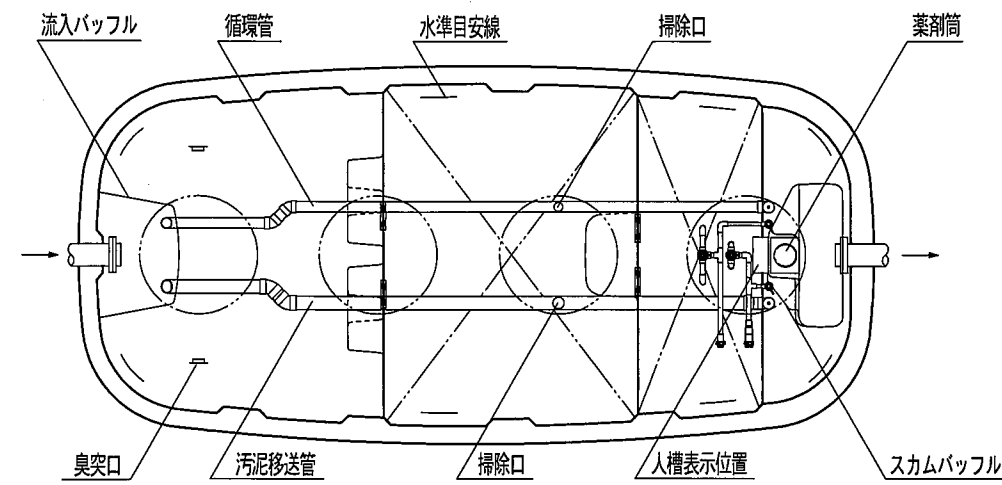 流入バッフル
循環管
水準目安線
掃除口
薬剤筒
臭突口
汚泥移送管
掃除口
人槽表示位置
スカムバッフル